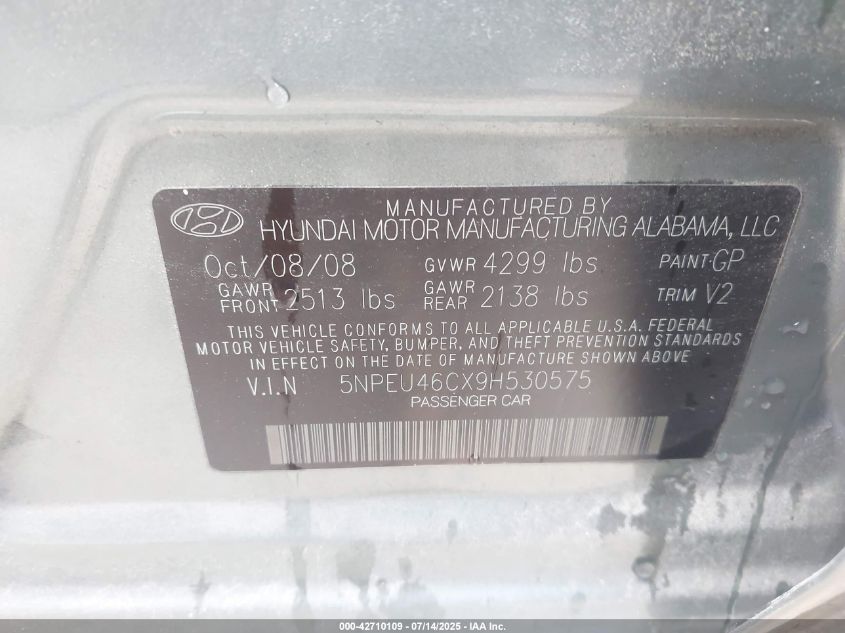 MANUFACTURED BY
HYUNDAI MOTOR MANUFACTURING ALABAMA, LLC
Oct/08/08 GVWR 4299 lbs PAINT GP
GAWR FRONT 2513 lbs GAWR REAR 2138 lbs TRIM V2
THIS VEHICLE CONFORMS TO ALL APPLICABLE U.S.A. FEDERAL
MOTOR VEHICLE SAFETY, BUMPER, AND THEFT PREVENTION STANDARDS
IN EFFECT ON THE DATE OF MANUFACTURE SHOWN ABOVE
V.I.N 5NPEU46CX9H530575
PASSENGER CAR
000-42710109 - 07/14/2025 - IAA Inc.